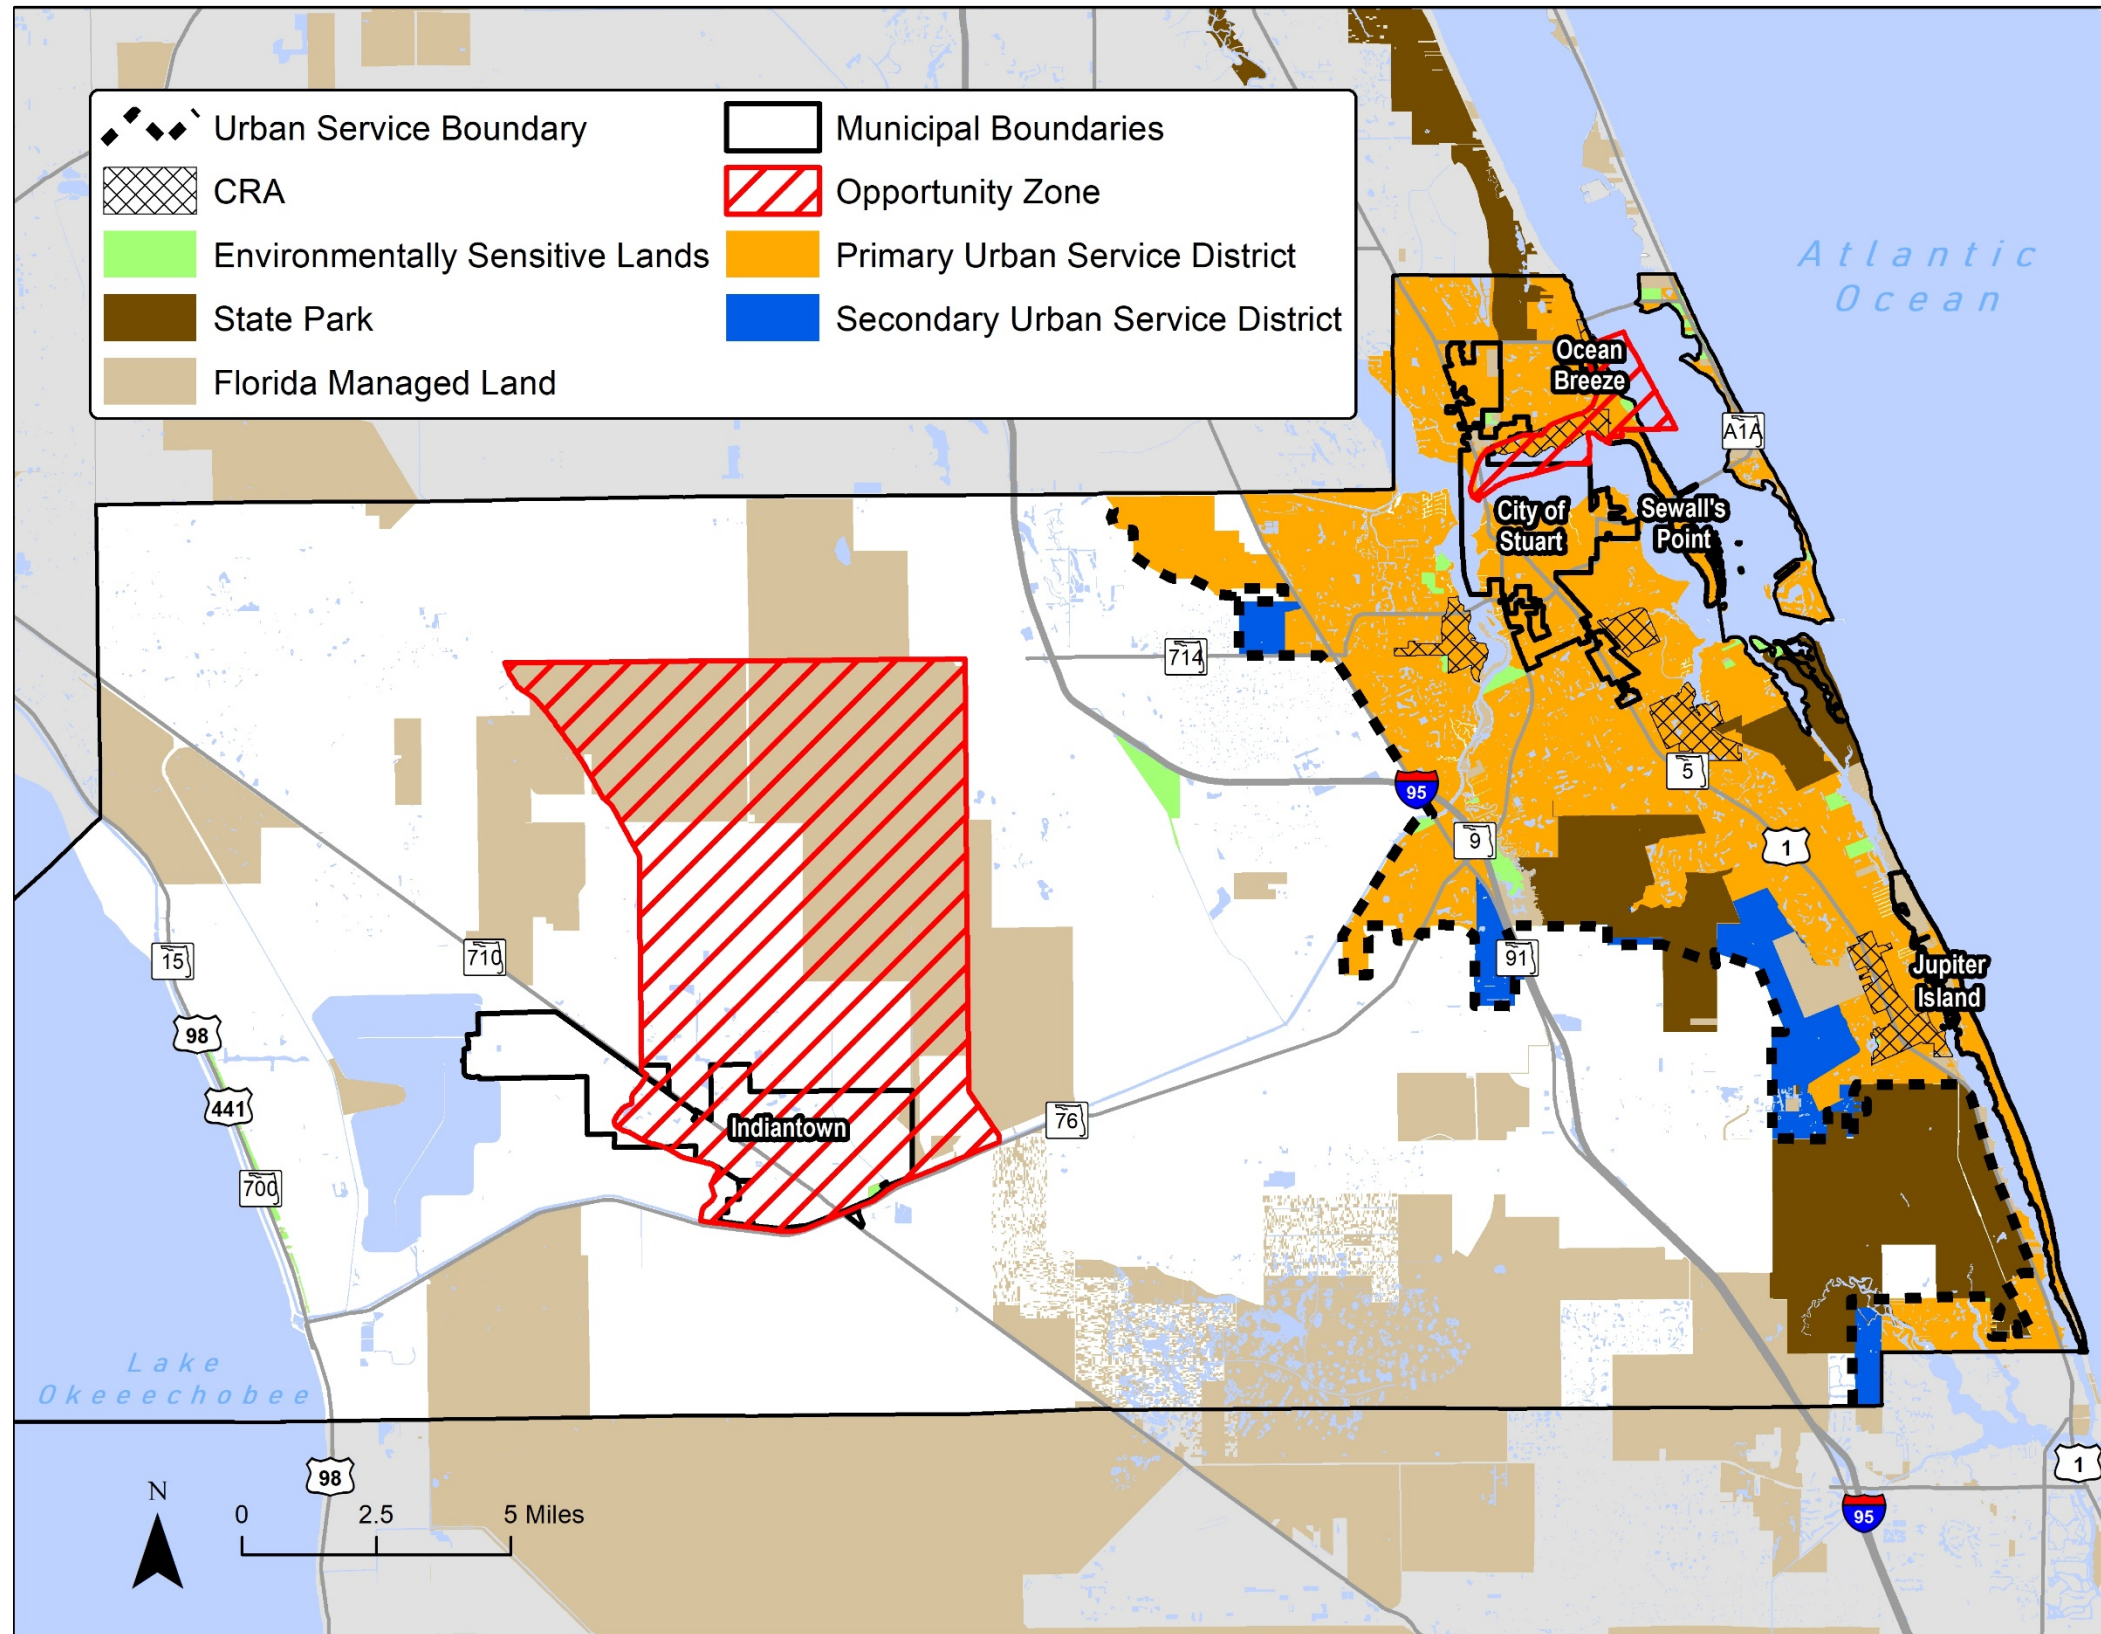 Urban Service Boundary
CRA
Environmentally Sensitive Lands
State Park
Florida Managed Land
Municipal Boundaries
Opportunity Zone
Primary Urban Service District
Secondary Urban Service District
Atlantic
Ocean
Ocean
Breeze
A1A
City of
Stuart
Sewall's
Point
714
5
95
9
1
15
710
91
Jupiter
Island
98
441
76
Indiantown
700
Lake
Okeeechobee
98
1
95
N
0 2.5 5 Miles